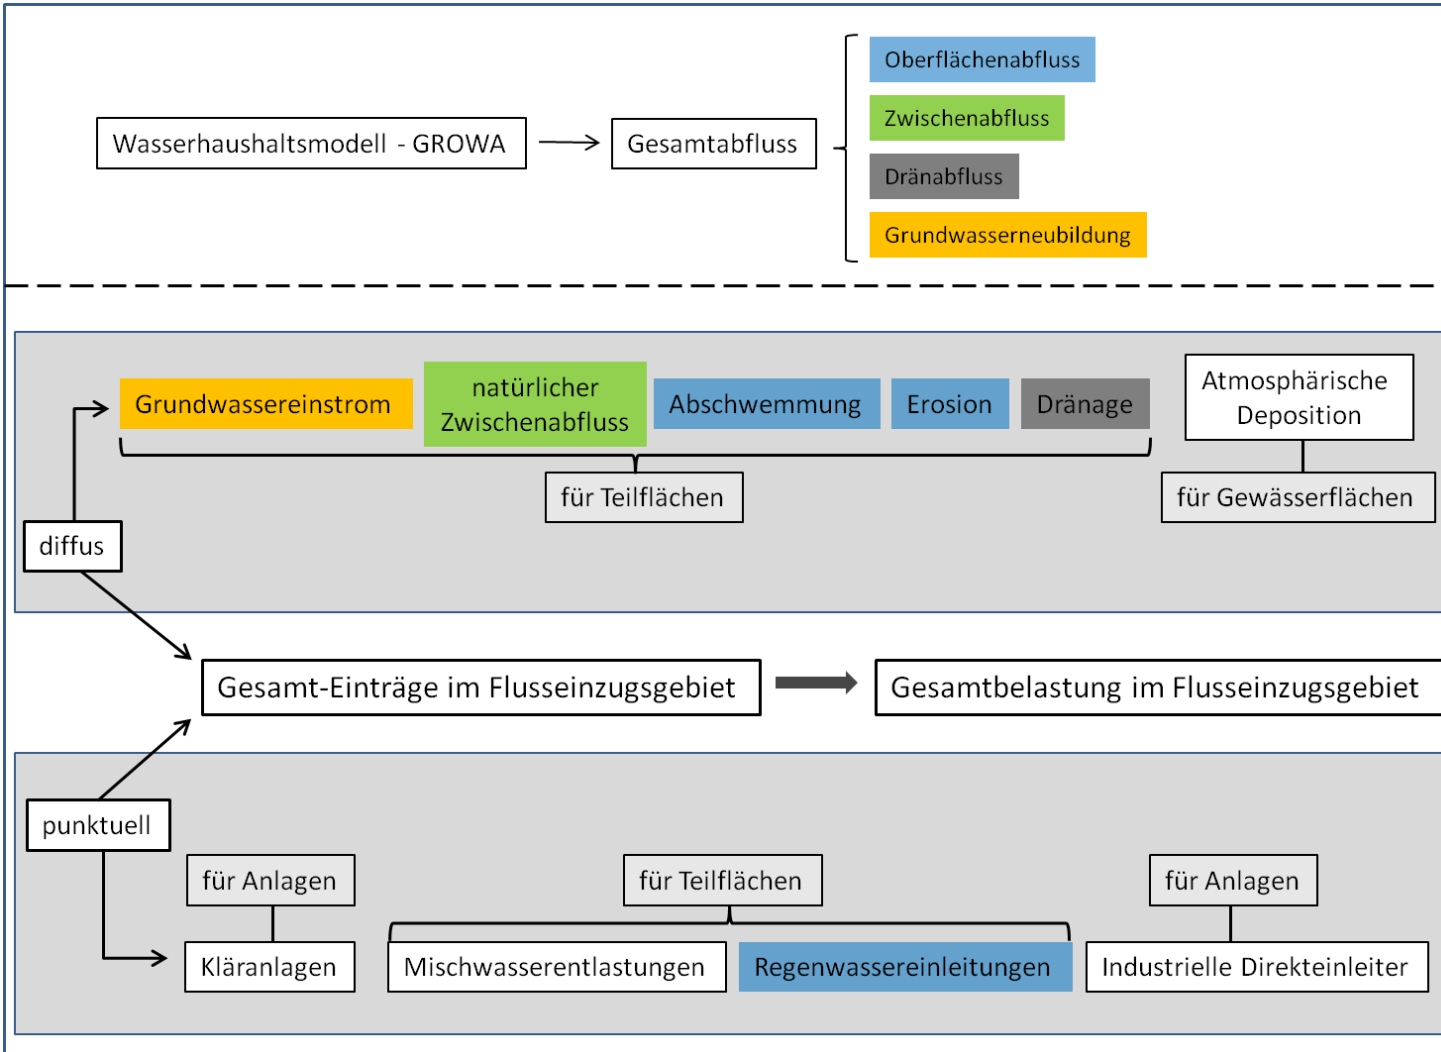 Oberflächenabfluss
Zwischenabfluss
Wasserhaushaltsmodell - GROWA
Gesamtabfluss
Dränabfluss
Grundwasserneubildung
Grundwassereinstrom
natürlicher
Zwischenabfluss
Abschwemmung
Erosion
Dränage
Atmosphärische
Deposition
für Teilflächen
für Gewässerflächen
diffus
Gesamt-Einträge im Flusseinzugsgebiet
Gesamtbelastung im Flusseinzugsgebiet
punktuell
für Anlagen
für Teilflächen
für Anlagen
Kläranlagen
Mischwasserentlastungen
Regenwassereinleitungen
Industrielle Direkteinleiter